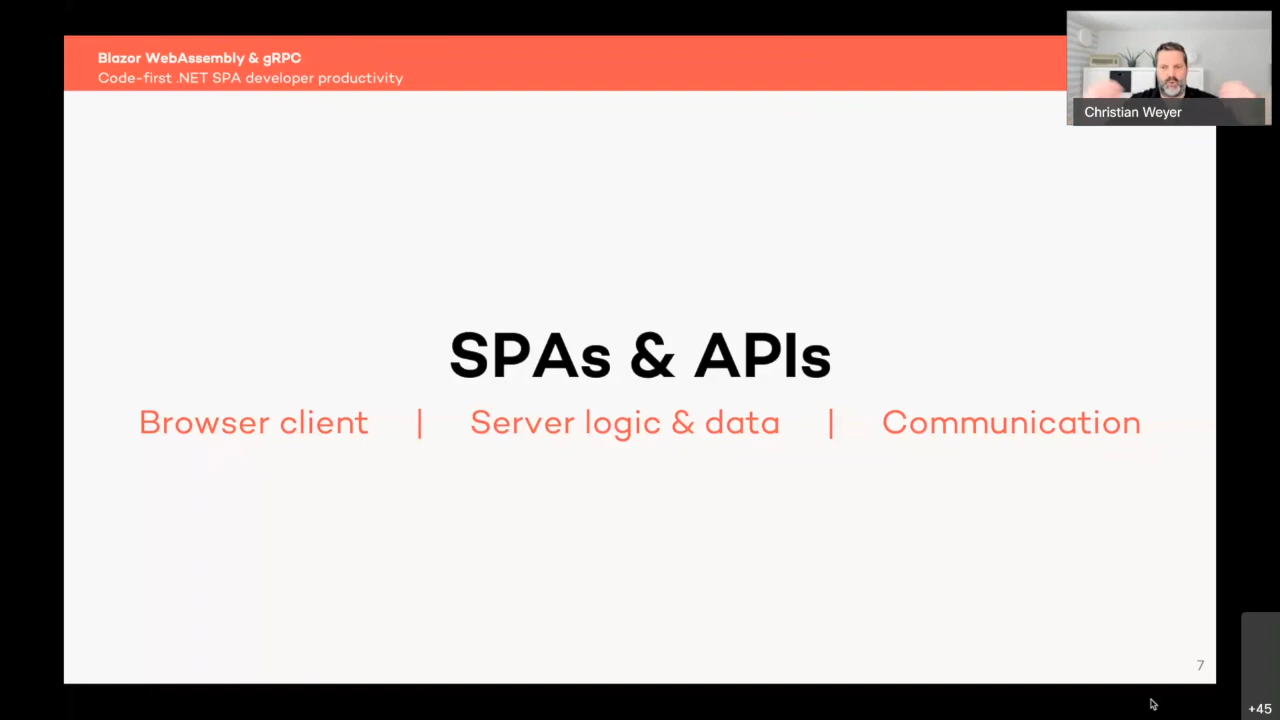 Blazor WebAssembly & gRPC
Code-first .NET SPA developer productivity
Christian Weyer
SPAs & APIs
Browser client | Server logic & data | Communication
7
+45